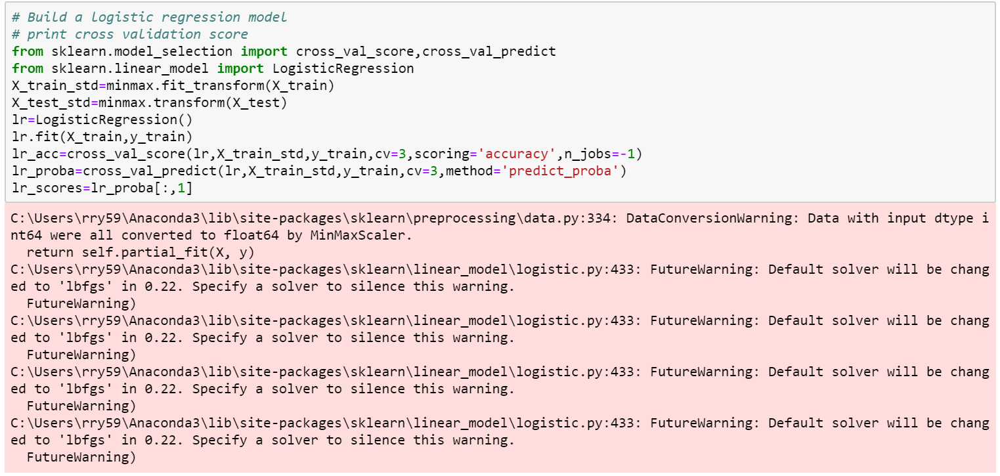 # Build a logistic regression model
# print cross validation score
from sklearn.model_selection import cross_val_score,cross_val_predict
from sklearn.linear_model import LogisticRegression
X_train_std=minmax.fit_transform(X_train)
X_test_std=minmax.transform(X_test)
lr=LogisticRegression()
lr.fit(X_train,y_train)
lr_acc=cross_val_score(lr,X_train_std,y_train,cv=3,scoring='accuracy',n_jobs=-1)
lr_proba=cross_val_predict(lr,X_train_std,y_train,cv=3,method='predict_proba')
lr_scores=lr_proba[:,1]
C:\Users\rry59\Anaconda3\lib\site-packages\sklearn\preprocessing\data.py:334: DataConversionWarning: Data with input dtype i
nt64 were all converted to float64 by MinMaxScaler.
  return self.partial_fit(X, y)
C:\Users\rry59\Anaconda3\lib\site-packages\sklearn\linear_model\logistic.py:433: FutureWarning: Default solver will be chang
ed to 'lbfgs' in 0.22. Specify a solver to silence this warning.
  FutureWarning)
C:\Users\rry59\Anaconda3\lib\site-packages\sklearn\linear_model\logistic.py:433: FutureWarning: Default solver will be chang
ed to 'lbfgs' in 0.22. Specify a solver to silence this warning.
  FutureWarning)
C:\Users\rry59\Anaconda3\lib\site-packages\sklearn\linear_model\logistic.py:433: FutureWarning: Default solver will be chang
ed to 'lbfgs' in 0.22. Specify a solver to silence this warning.
  FutureWarning)
C:\Users\rry59\Anaconda3\lib\site-packages\sklearn\linear_model\logistic.py:433: FutureWarning: Default solver will be chang
ed to 'lbfgs' in 0.22. Specify a solver to silence this warning.
  FutureWarning)